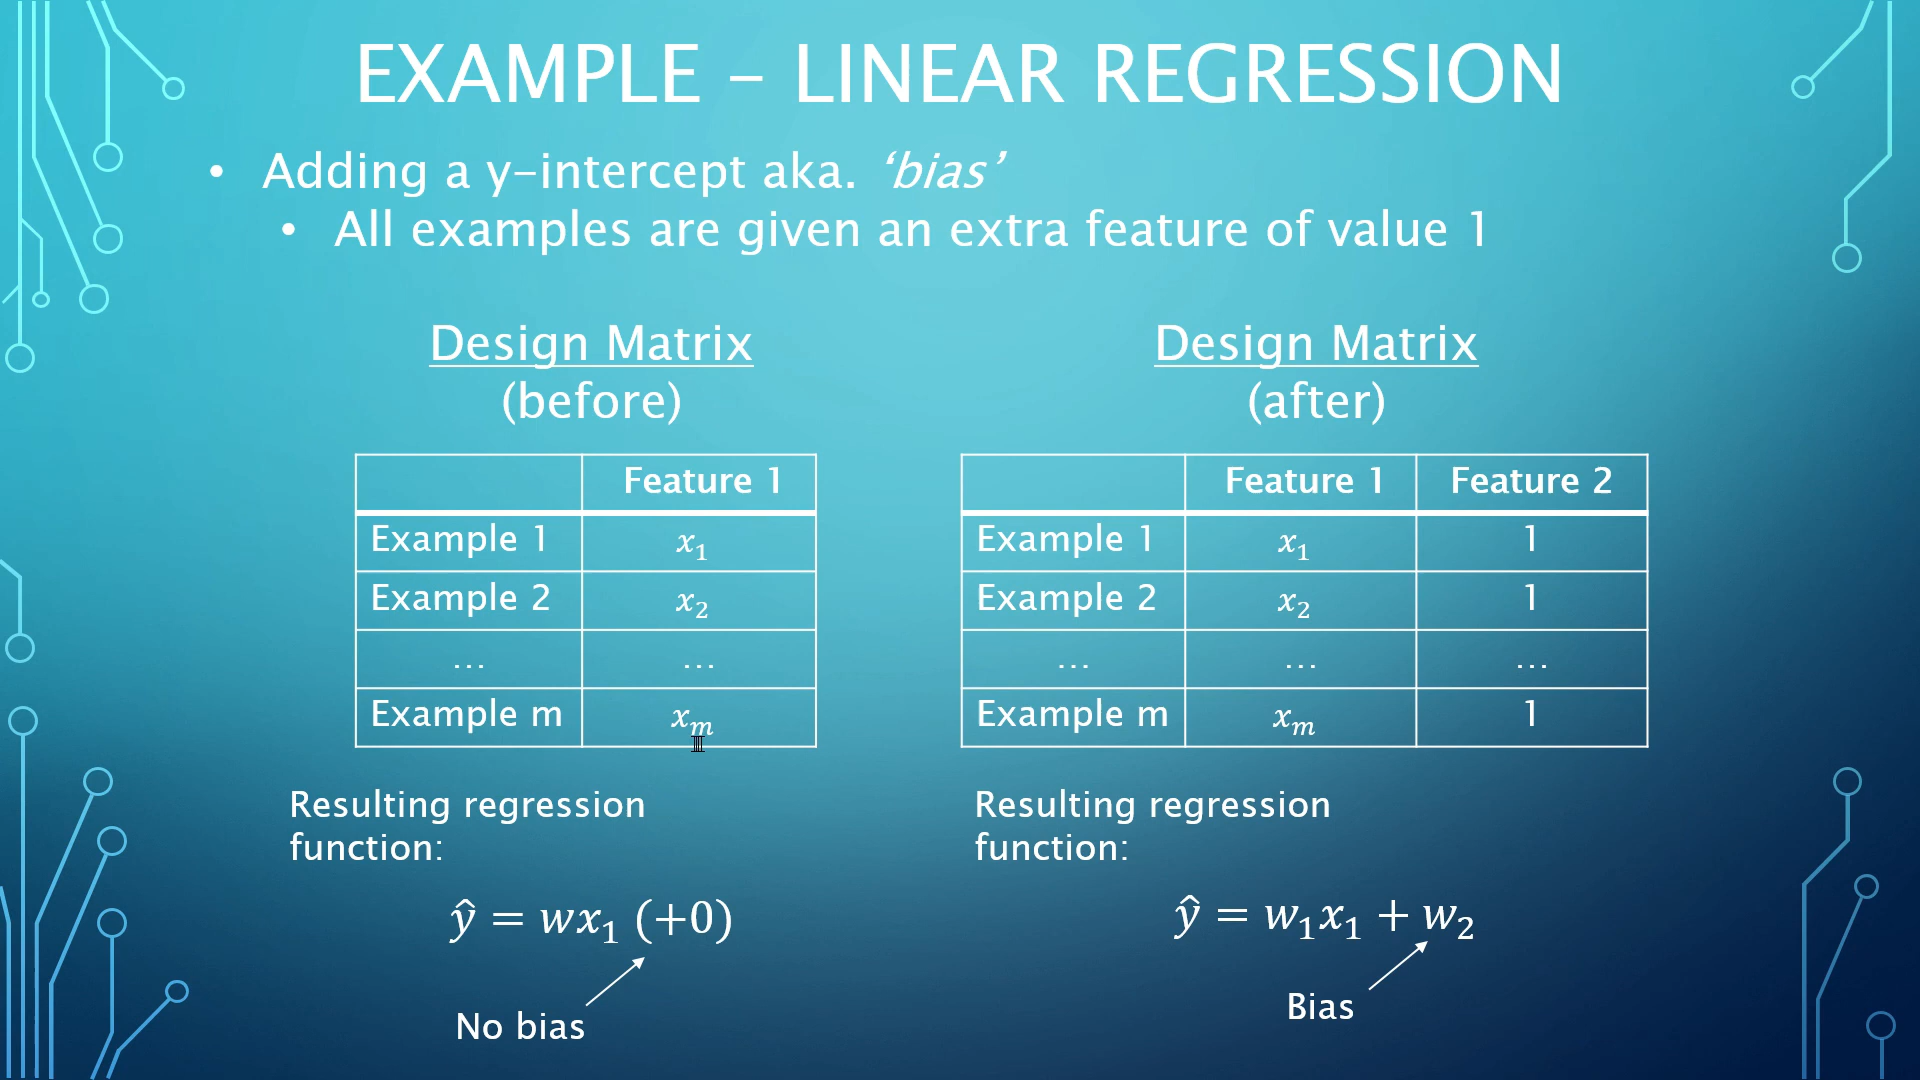 EXAMPLE – LINEAR REGRESSION
• Adding a y-intercept aka. ‘bias’
• All examples are given an extra feature of value 1
Design Matrix
(before)
Feature 1
Example 1 x₁
Example 2 x₂
... ...
Example m xₘ
Resulting regression
function:
ŷ = wx₁ (+0)
No bias
Design Matrix
(after)
Feature 1 Feature 2
Example 1 x₁ 1
Example 2 x₂ 1
... ... ...
Example m xₘ 1
Resulting regression
function:
ŷ = w₁x₁ + w₂
Bias